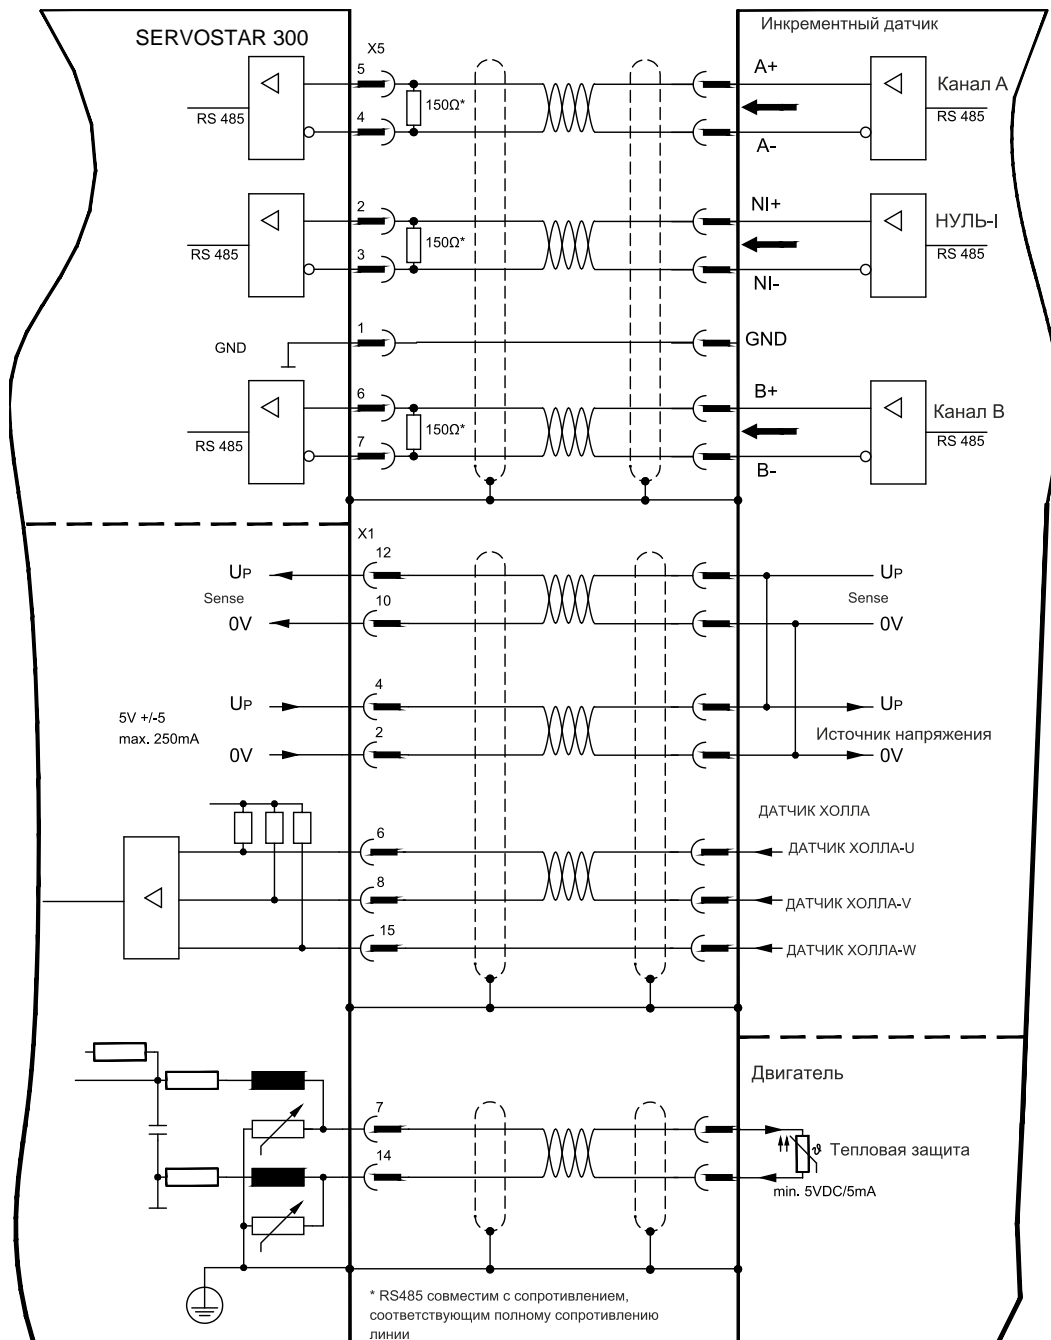 SERVOSTAR 300
X5
Инкрементный датчик
5
A+
Канал A
RS 485
150Ω*
RS 485
4
A-
2
NI+
НУЛЬ-I
RS 485
150Ω*
RS 485
3
NI-
1
GND
GND
6
B+
Канал B
RS 485
150Ω*
RS 485
7
B-
X1
12
UP
UP
Sense
10
Sense
0V
0V
4
UP
UP
5V +/-5
max. 250mA
2
Источник напряжения
0V
0V
ДАТЧИК ХОЛЛА
6
ДАТЧИК ХОЛЛА-U
8
ДАТЧИК ХОЛЛА-V
15
ДАТЧИК ХОЛЛА-W
Двигатель
7
ϑ
Тепловая защита
14
min. 5VDC/5mA
* RS485 совместим с сопротивлением,
соответствующим полному сопротивлению
линии